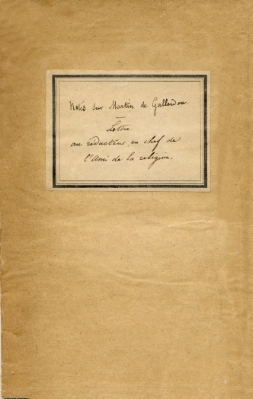 Notice sur Martin de Gallardon
—
Lettre
au rédacteur en chef de
l'Ami de la religion.